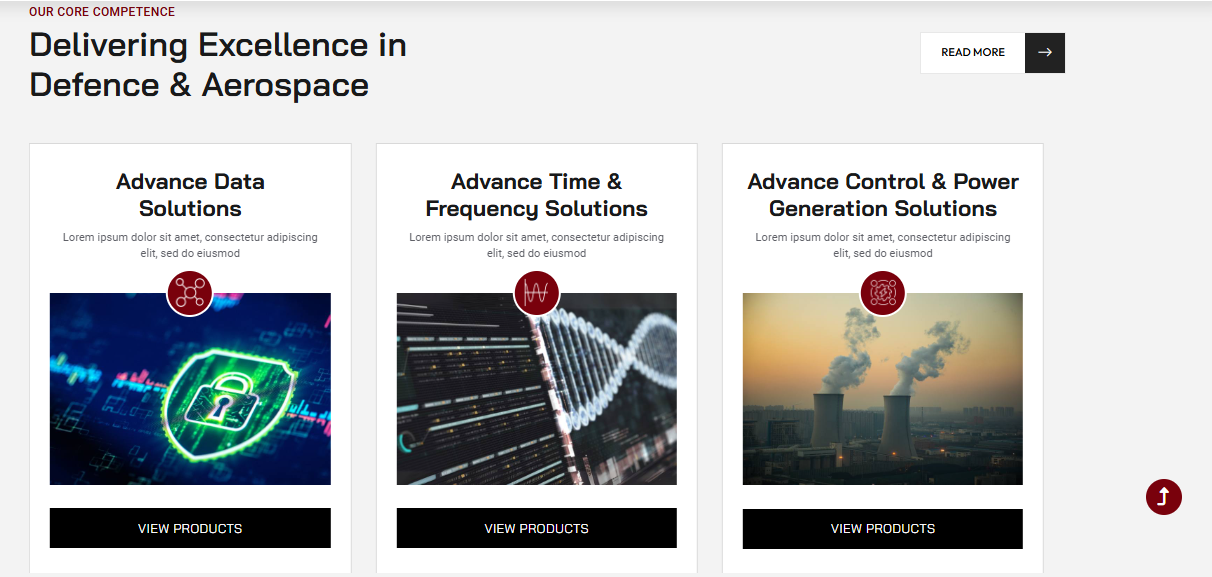 OUR CORE COMPETENCE
Delivering Excellence in
Defence & Aerospace
READ MORE
Advance Data
Solutions
Lorem ipsum dolor sit amet, consectetur adipiscing
elit, sed do eiusmod
VIEW PRODUCTS
Advance Time &
Frequency Solutions
Lorem ipsum dolor sit amet, consectetur adipiscing
elit, sed do eiusmod
VIEW PRODUCTS
Advance Control & Power
Generation Solutions
Lorem ipsum dolor sit amet, consectetur adipiscing
elit, sed do eiusmod
VIEW PRODUCTS